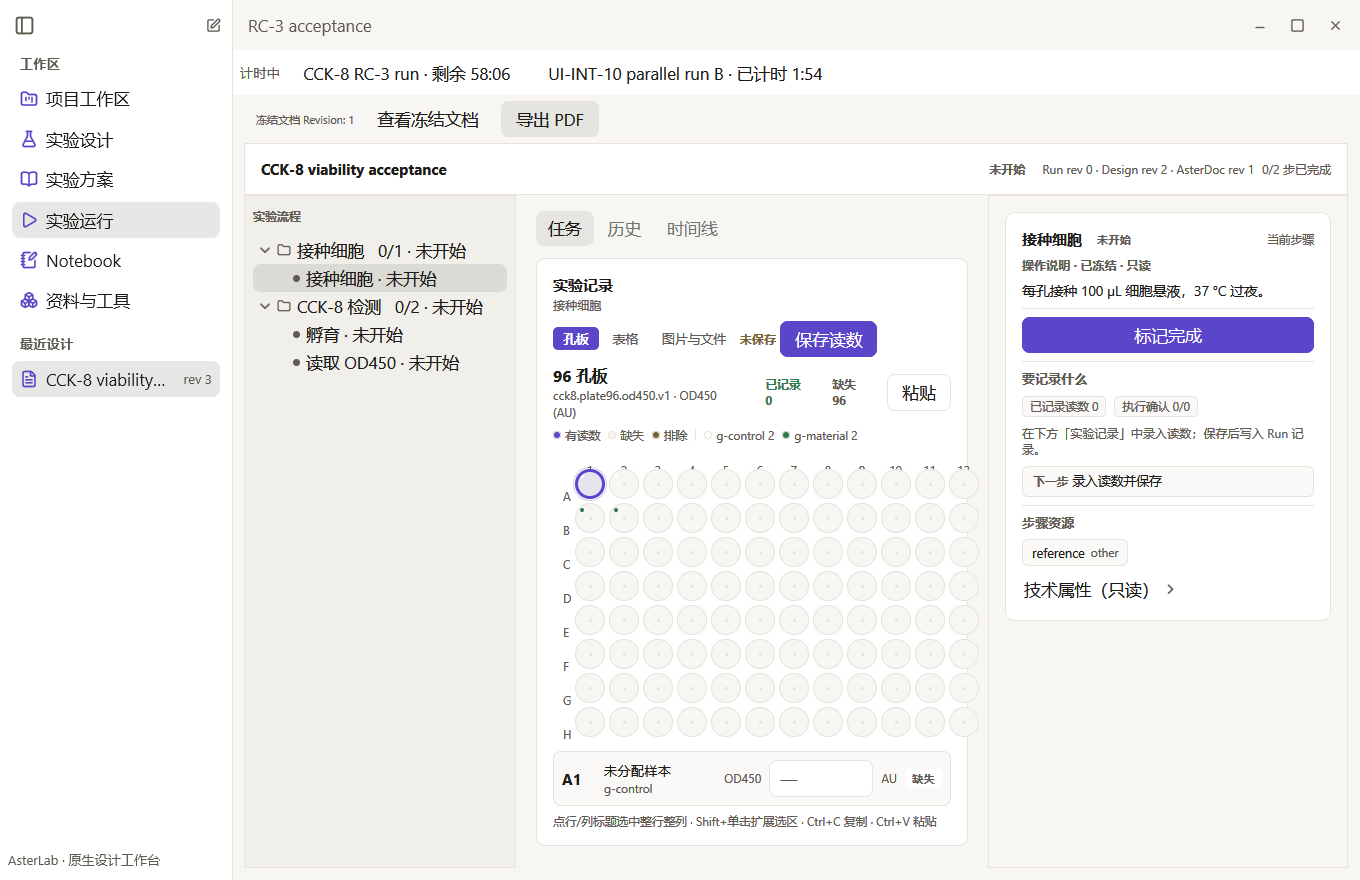 RC-3 acceptance
工作区
项目工作区
实验设计
实验方案
实验运行
Notebook
资料与工具
最近设计
CCK-8 viability... rev 3
AsterLab · 原生设计工作台
计时中 CCK-8 RC-3 run · 剩余 58:06 UI-INT-10 parallel run B · 已计时 1:54
冻结文档 Revision: 1 查看冻结文档 导出 PDF
CCK-8 viability acceptance 未开始 Run rev 0 · Design rev 2 · AsterDoc rev 1 0/2 步已完成
实验流程
接种细胞 0/1 · 未开始
接种细胞 · 未开始
CCK-8 检测 0/2 · 未开始
孵育 · 未开始
读取 OD450 · 未开始
任务 历史 时间线
实验记录
接种细胞
孔板 表格 图片与文件 未保存 保存读数
96 孔板
cck8.plate96.od450.v1 · OD450
(AU)
已记录
0
缺失
96
粘贴
有读数 缺失 排除 g-control 2 g-material 2
1 2 3 4 5 6 7 8 9 10 11 12
A
B
C
D
E
F
G
H
A1 未分配样本
g-control
OD450 — AU 缺失
点行/列标题选中整行整列 · Shift+单击扩展选区 · Ctrl+C 复制 · Ctrl+V 粘贴
接种细胞 未开始 当前步骤
操作说明 · 已冻结 · 只读
每孔接种 100 µL 细胞悬液，37 °C 过夜。
标记完成
要记录什么
已记录读数 0 执行确认 0/0
在下方「实验记录」中录入读数；保存后写入 Run 记
录。
下一步 录入读数并保存
步骤资源
reference other
技术属性（只读）